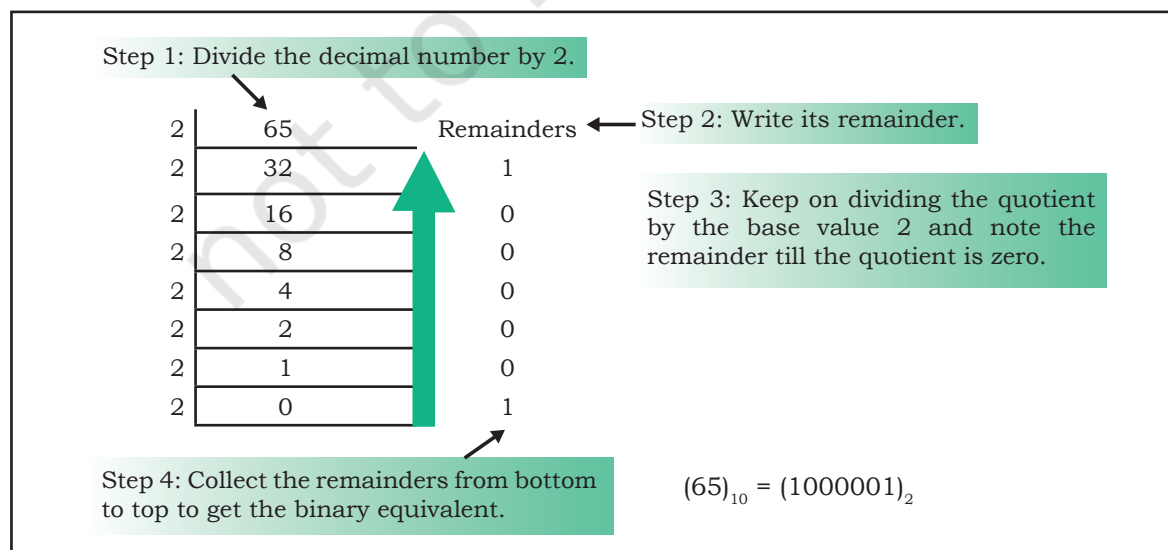 Step 1: Divide the decimal number by 2.
2 65 Remainders
Step 2: Write its remainder.
2 32 1
2 16 0
2 8 0
2 4 0
2 2 0
2 1 0
2 0 1
Step 3: Keep on dividing the quotient
by the base value 2 and note the
remainder till the quotient is zero.
Step 4: Collect the remainders from bottom
to top to get the binary equivalent.
(65)₁₀ = (1000001)₂
not to